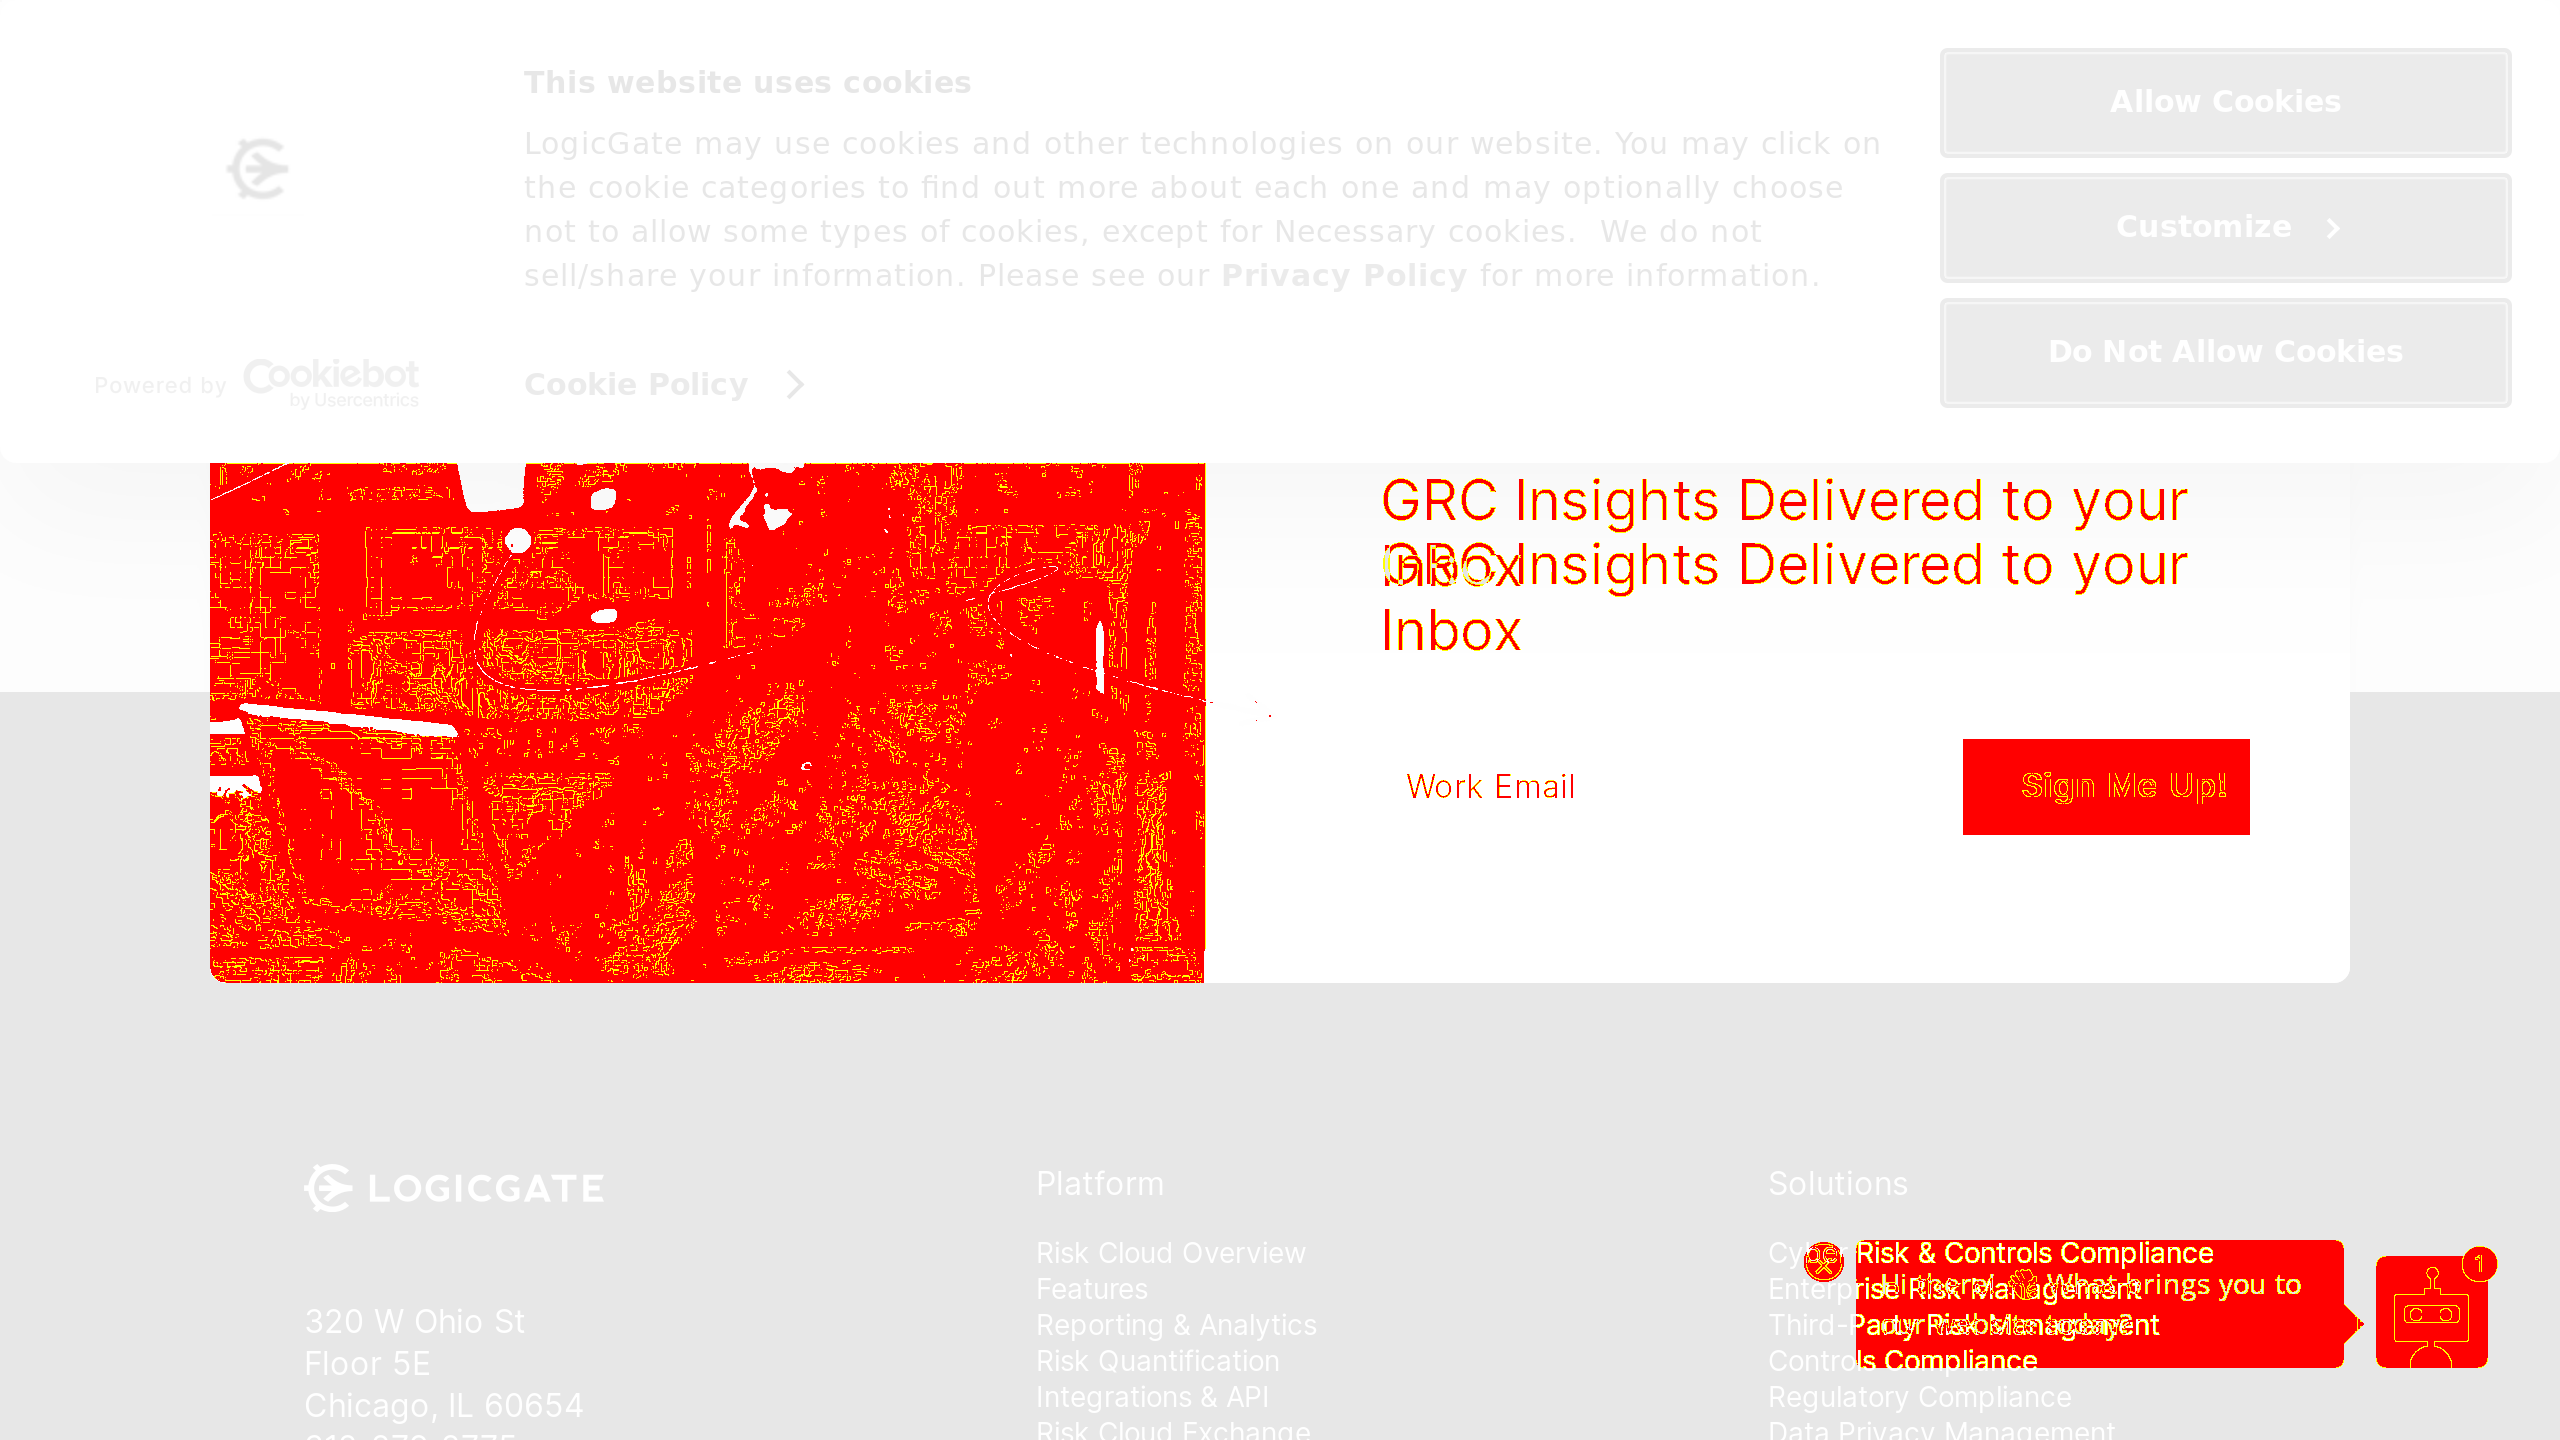 This website uses cookies
LogicGate may use cookies and other technologies on our website. You may click on
the cookie categories to find out more about each one and may optionally choose
not to allow some types of cookies, except for Necessary cookies.  We do not
sell/share your information. Please see our Privacy Policy for more information.
Powered by Cookiebot
by Usercentrics
Cookie Policy
Allow Cookies
Customize
Do Not Allow Cookies
GRC Insights Delivered to your
Inbox
GRC Insights Delivered to your
Inbox
Work Email
Sign Me Up!
LOGICGATE
320 W Ohio St
Floor 5E
Chicago, IL 60654
Platform
Risk Cloud Overview
Features
Reporting & Analytics
Risk Quantification
Integrations & API
Risk Cloud Exchange
Solutions
Cyber Risk & Controls Compliance
Enterprise Risk Management
Third-Party Risk Management
Controls Compliance
Regulatory Compliance
Data Privacy Management
Hi there! What brings you to
1